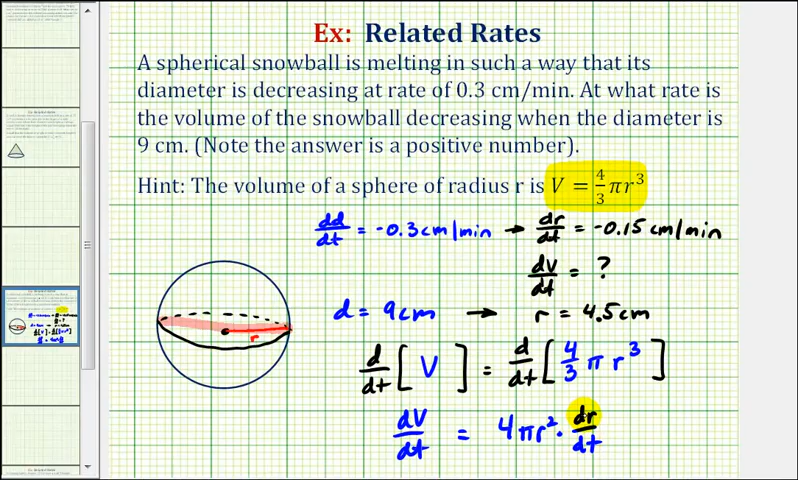 Ex: Related Rates
A spherical snowball is melting in such a way that its
diameter is decreasing at rate of 0.3 cm/min. At what rate is
the volume of the snowball decreasing when the diameter is
9 cm. (Note the answer is a positive number).
Hint: The volume of a sphere of radius r is V = 4/3 πr³
dd/dt = -0.3 cm/min → dr/dt = -0.15 cm/min
dV/dt = ?
d = 9cm → r = 4.5cm
r
d/dt [ V ] = d/dt [ 4/3 π r³ ]
dV/dt = 4πr² · dr/dt